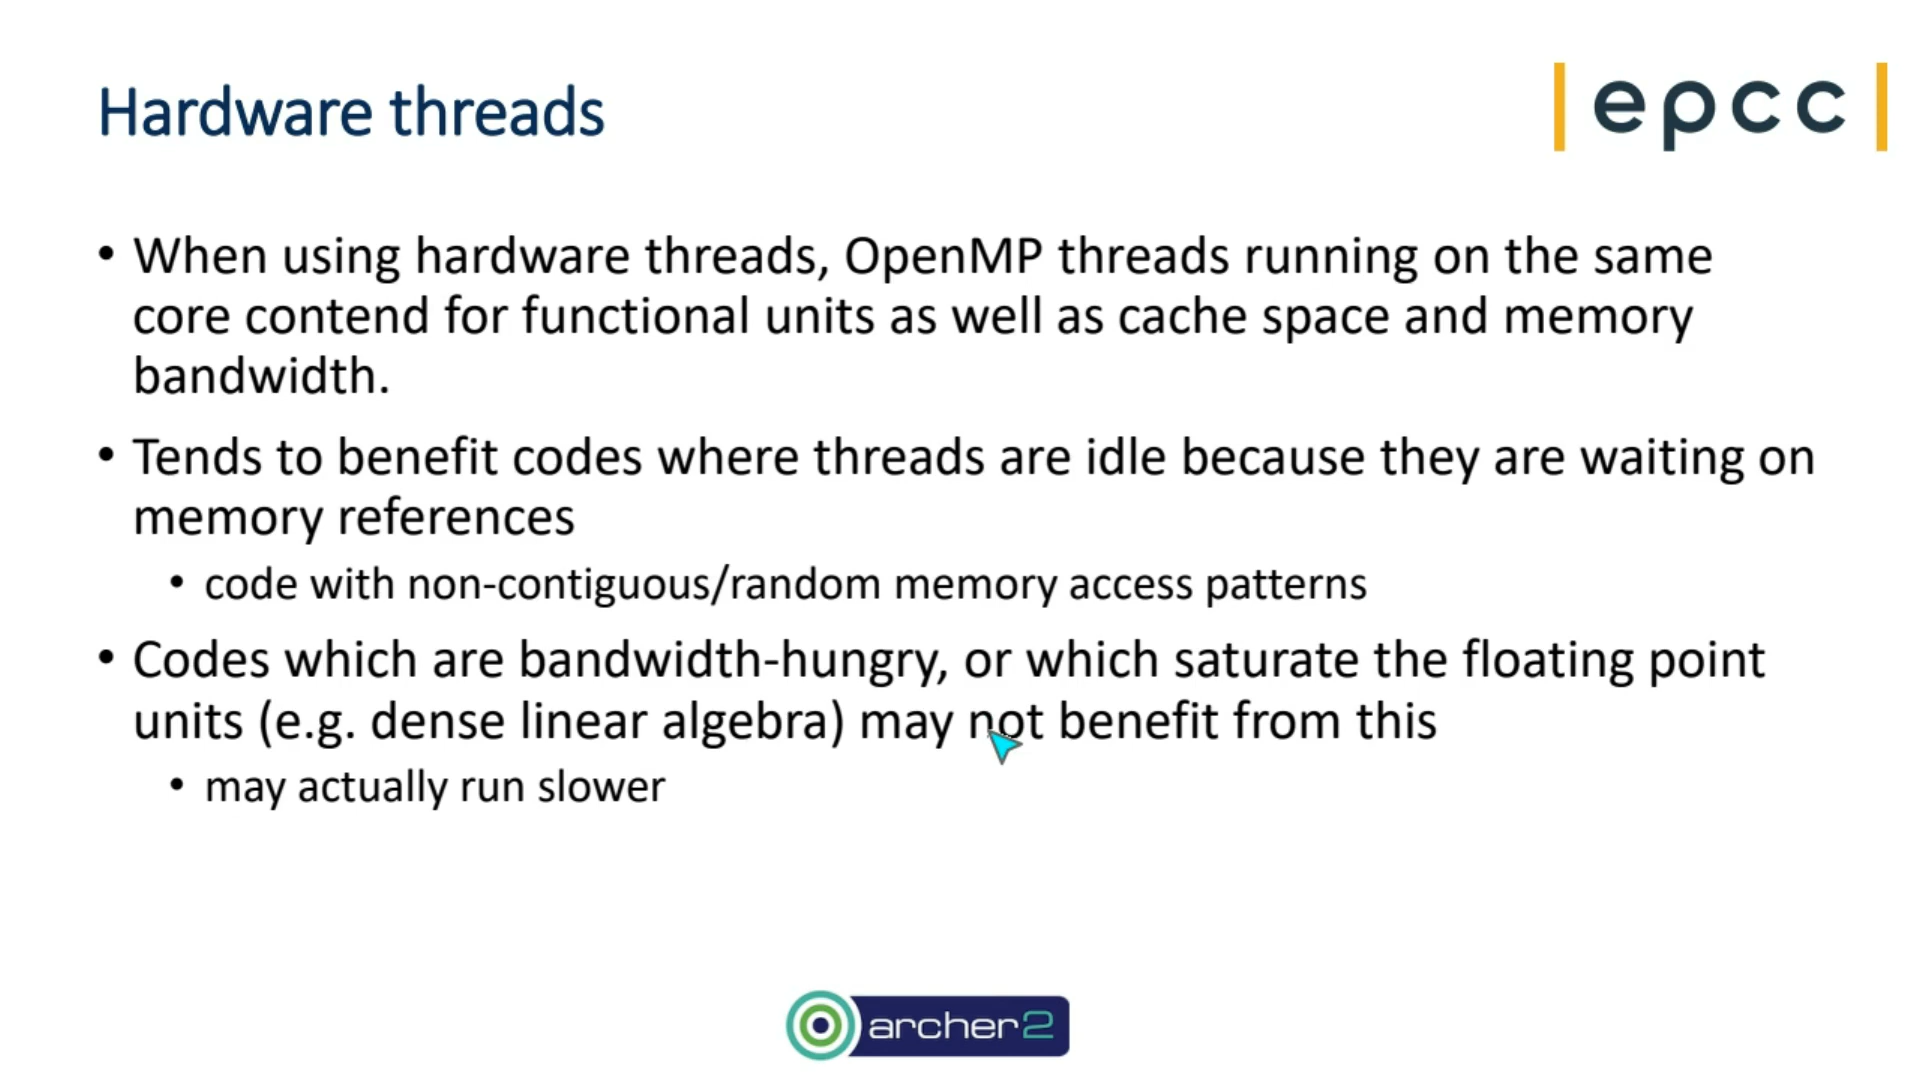 Hardware threads
|epcc|
• When using hardware threads, OpenMP threads running on the same
core contend for functional units as well as cache space and memory
bandwidth.
• Tends to benefit codes where threads are idle because they are waiting on
memory references
• code with non-contiguous/random memory access patterns
• Codes which are bandwidth-hungry, or which saturate the floating point
units (e.g. dense linear algebra) may not benefit from this
• may actually run slower
archer2